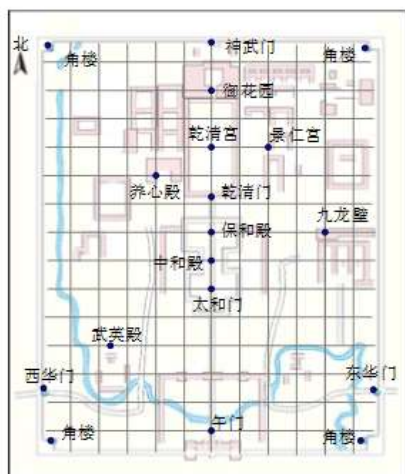 北
角楼
神武门
角楼
御花园
乾清宫
景仁宫
养心殿
乾清门
九龙壁
保和殿
中和殿
太和门
武英殿
西华门
东华门
角楼
午门
角楼